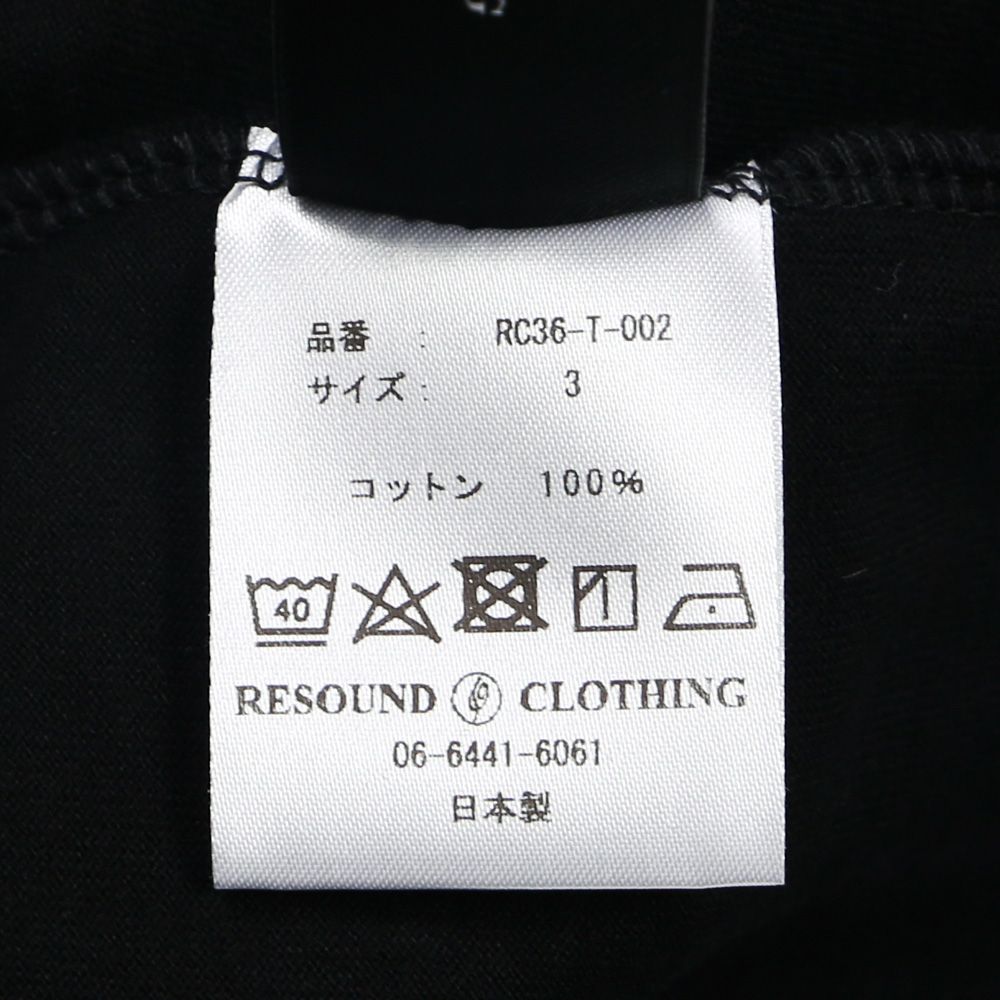 品番 : RC36-T-002
サイズ : 3
コットン 100%
40
RESOUND CLOTHING
06-6441-6061
日本製